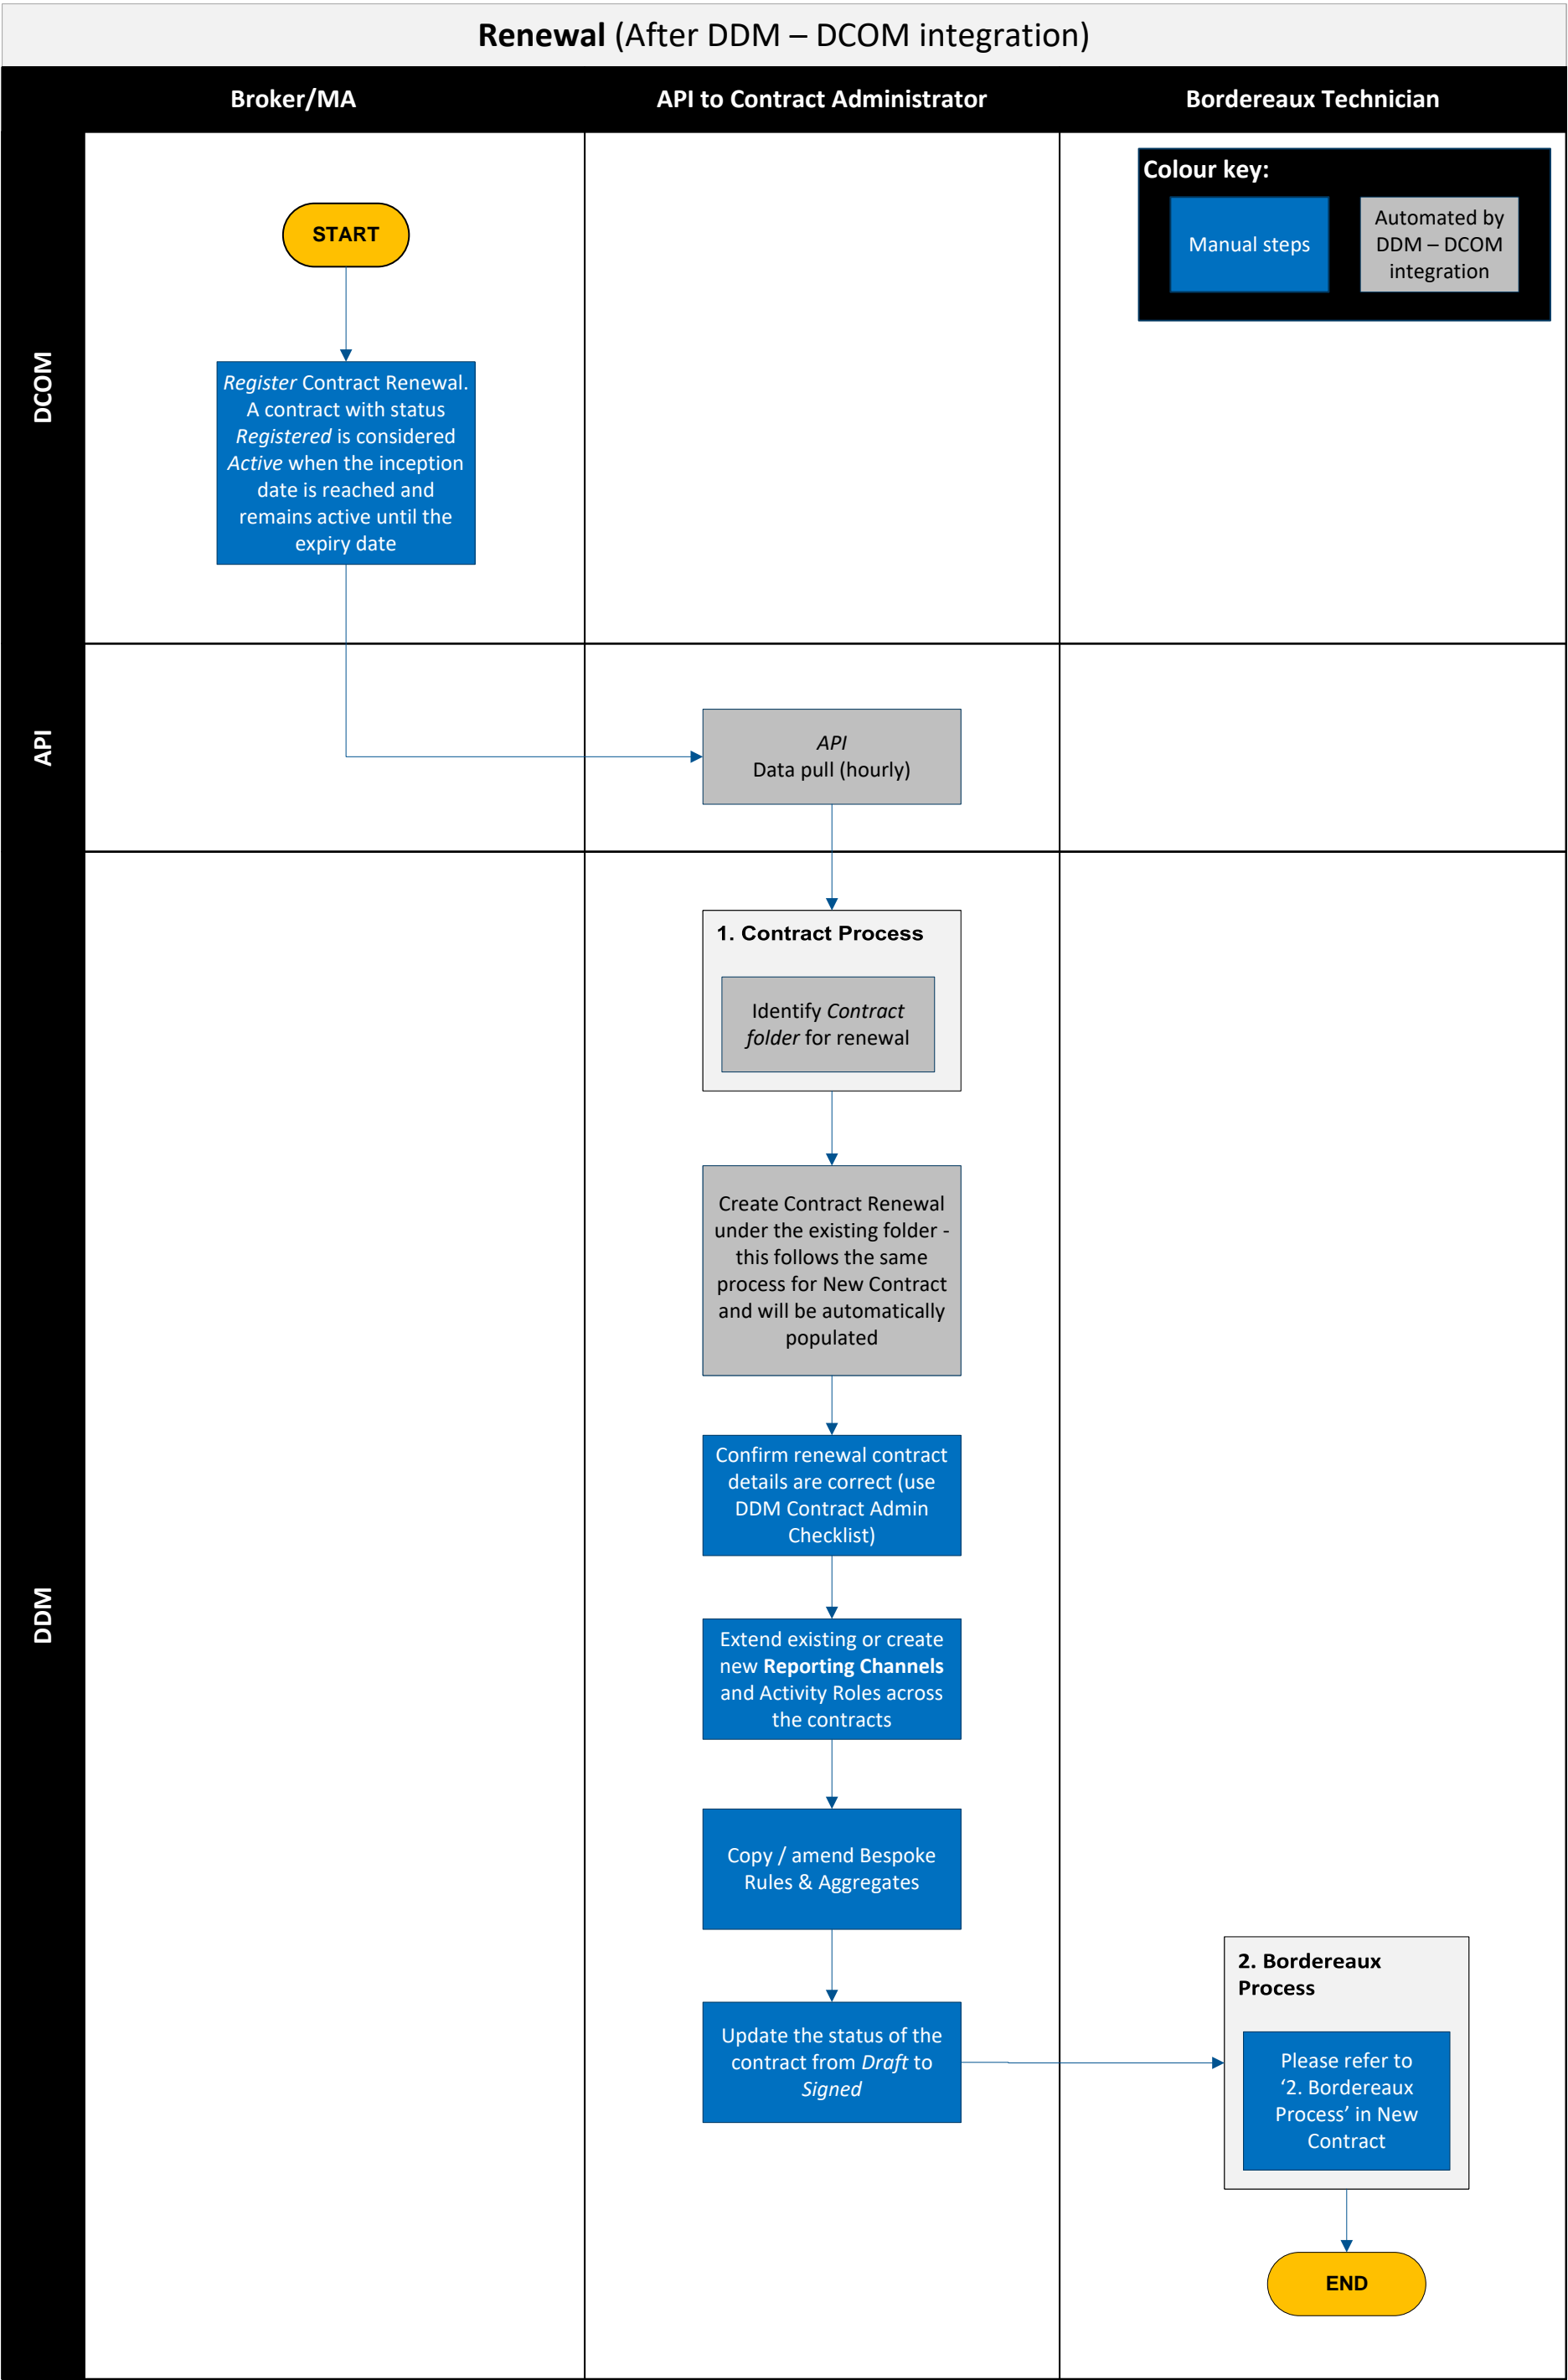 Renewal (After DDM – DCOM integration)
Broker/MA
API to Contract Administrator
Bordereaux Technician
DCOM
Colour key:
Manual steps
Automated by
DDM – DCOM
integration
START
Register Contract Renewal.
A contract with status
Registered is considered
Active when the inception
date is reached and
remains active until the
expiry date
API
API
Data pull (hourly)
DDM
1. Contract Process
Identify Contract
folder for renewal
Create Contract Renewal
under the existing folder -
this follows the same
process for New Contract
and will be automatically
populated
Confirm renewal contract
details are correct (use
DDM Contract Admin
Checklist)
Extend existing or create
new Reporting Channels
and Activity Roles across
the contracts
Copy / amend Bespoke
Rules & Aggregates
Update the status of the
contract from Draft to
Signed
2. Bordereaux
Process
Please refer to
‘2. Bordereaux
Process’ in New
Contract
END